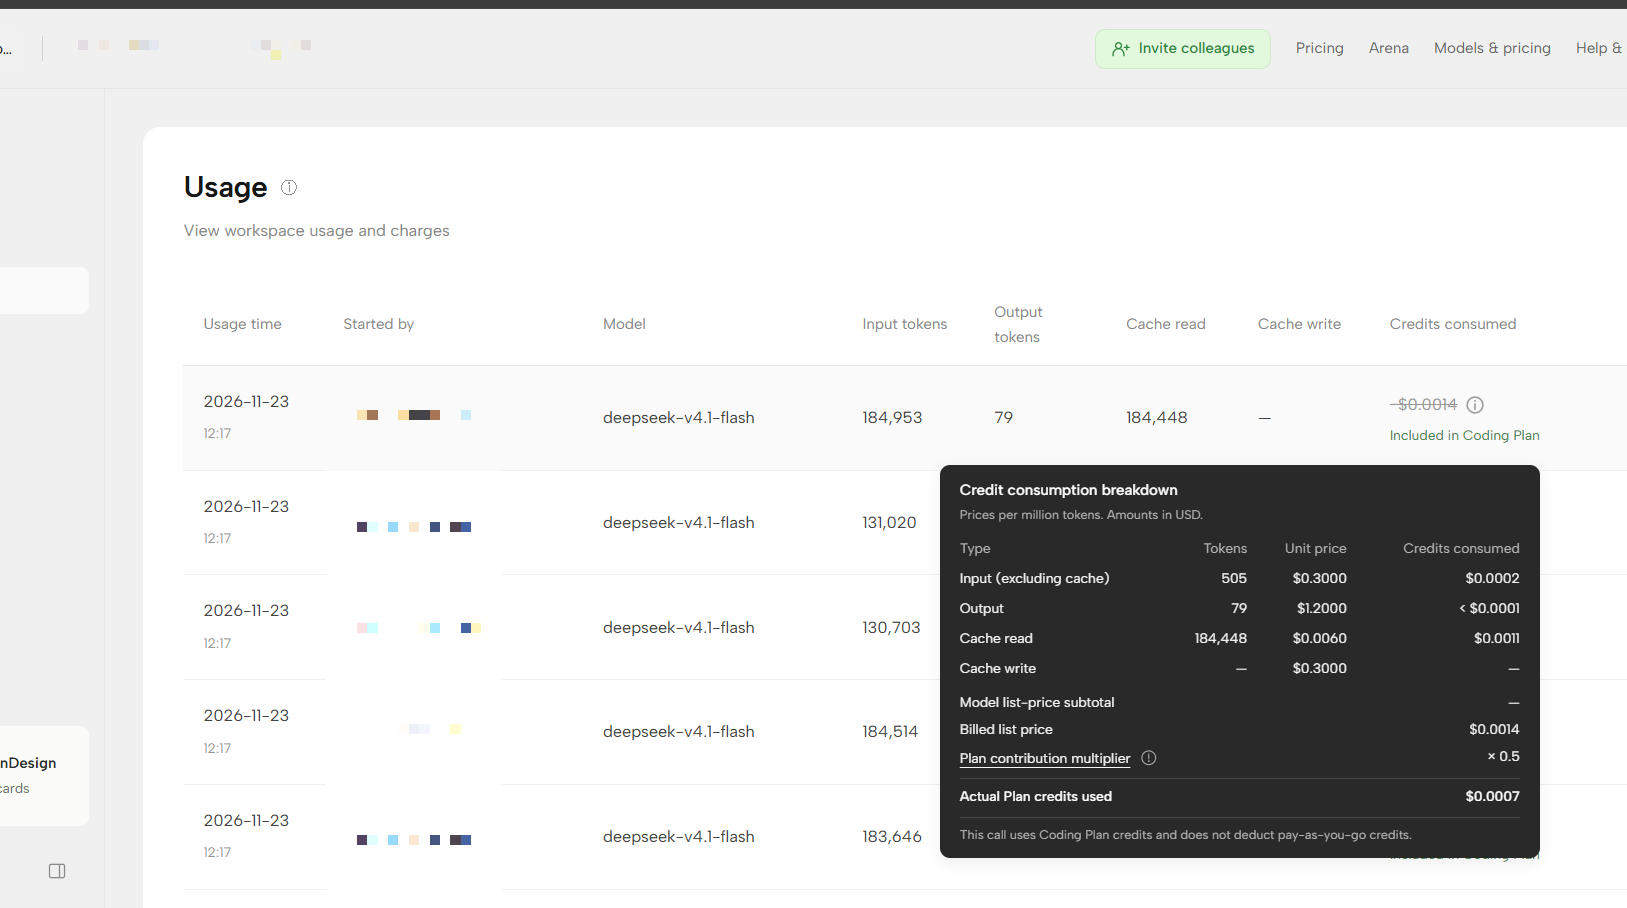 Invite colleagues Pricing Arena Models & pricing Help &
Usage
View workspace usage and charges
Usage time Started by Model Input tokens Output tokens Cache read Cache write Credits consumed
2026-11-23 deepseek-v4.1-flash 184,953 79 184,448 — -$0.0014
12:17 Included in Coding Plan
2026-11-23 deepseek-v4.1-flash 131,020
12:17
2026-11-23 deepseek-v4.1-flash 130,703
12:17
2026-11-23 deepseek-v4.1-flash 184,514
12:17
2026-11-23 deepseek-v4.1-flash 183,646
12:17
Credit consumption breakdown
Prices per million tokens. Amounts in USD.
Type Tokens Unit price Credits consumed
Input (excluding cache) 505 $0.3000 $0.0002
Output 79 $1.2000 < $0.0001
Cache read 184,448 $0.0060 $0.0011
Cache write — $0.3000 —
Model list-price subtotal —
Billed list price $0.0014
Plan contribution multiplier × 0.5
Actual Plan credits used $0.0007
This call uses Coding Plan credits and does not deduct pay-as-you-go credits.
nDesign
cards